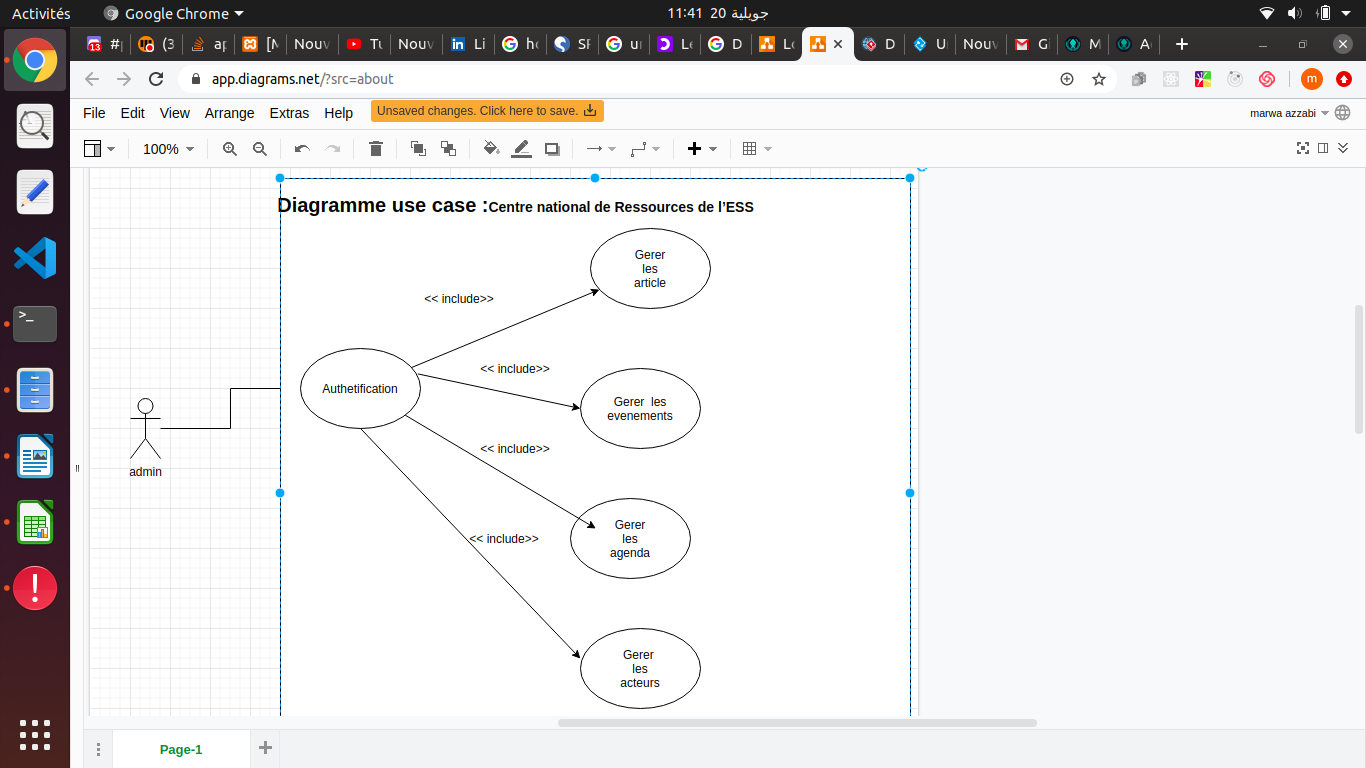 Activités
Google Chrome
11:41 20 جويلية
13
#
(3
ap
[M
Nouv
Tu
Nouv
Li
SF
Le
D
Lo
D
Nouv
G
M
app.diagrams.net/?src=about
m
File Edit View Arrange Extras Help
Unsaved changes. Click here to save.
marwa azzabi
100%
Diagramme use case :Centre national de Ressources de l’ESS
Gerer
les
article
<< include>>
<< include>>
Authetification
Gerer les
evenements
<< include>>
admin
Gerer
les
agenda
<< include>>
Gerer
les
acteurs
Page-1